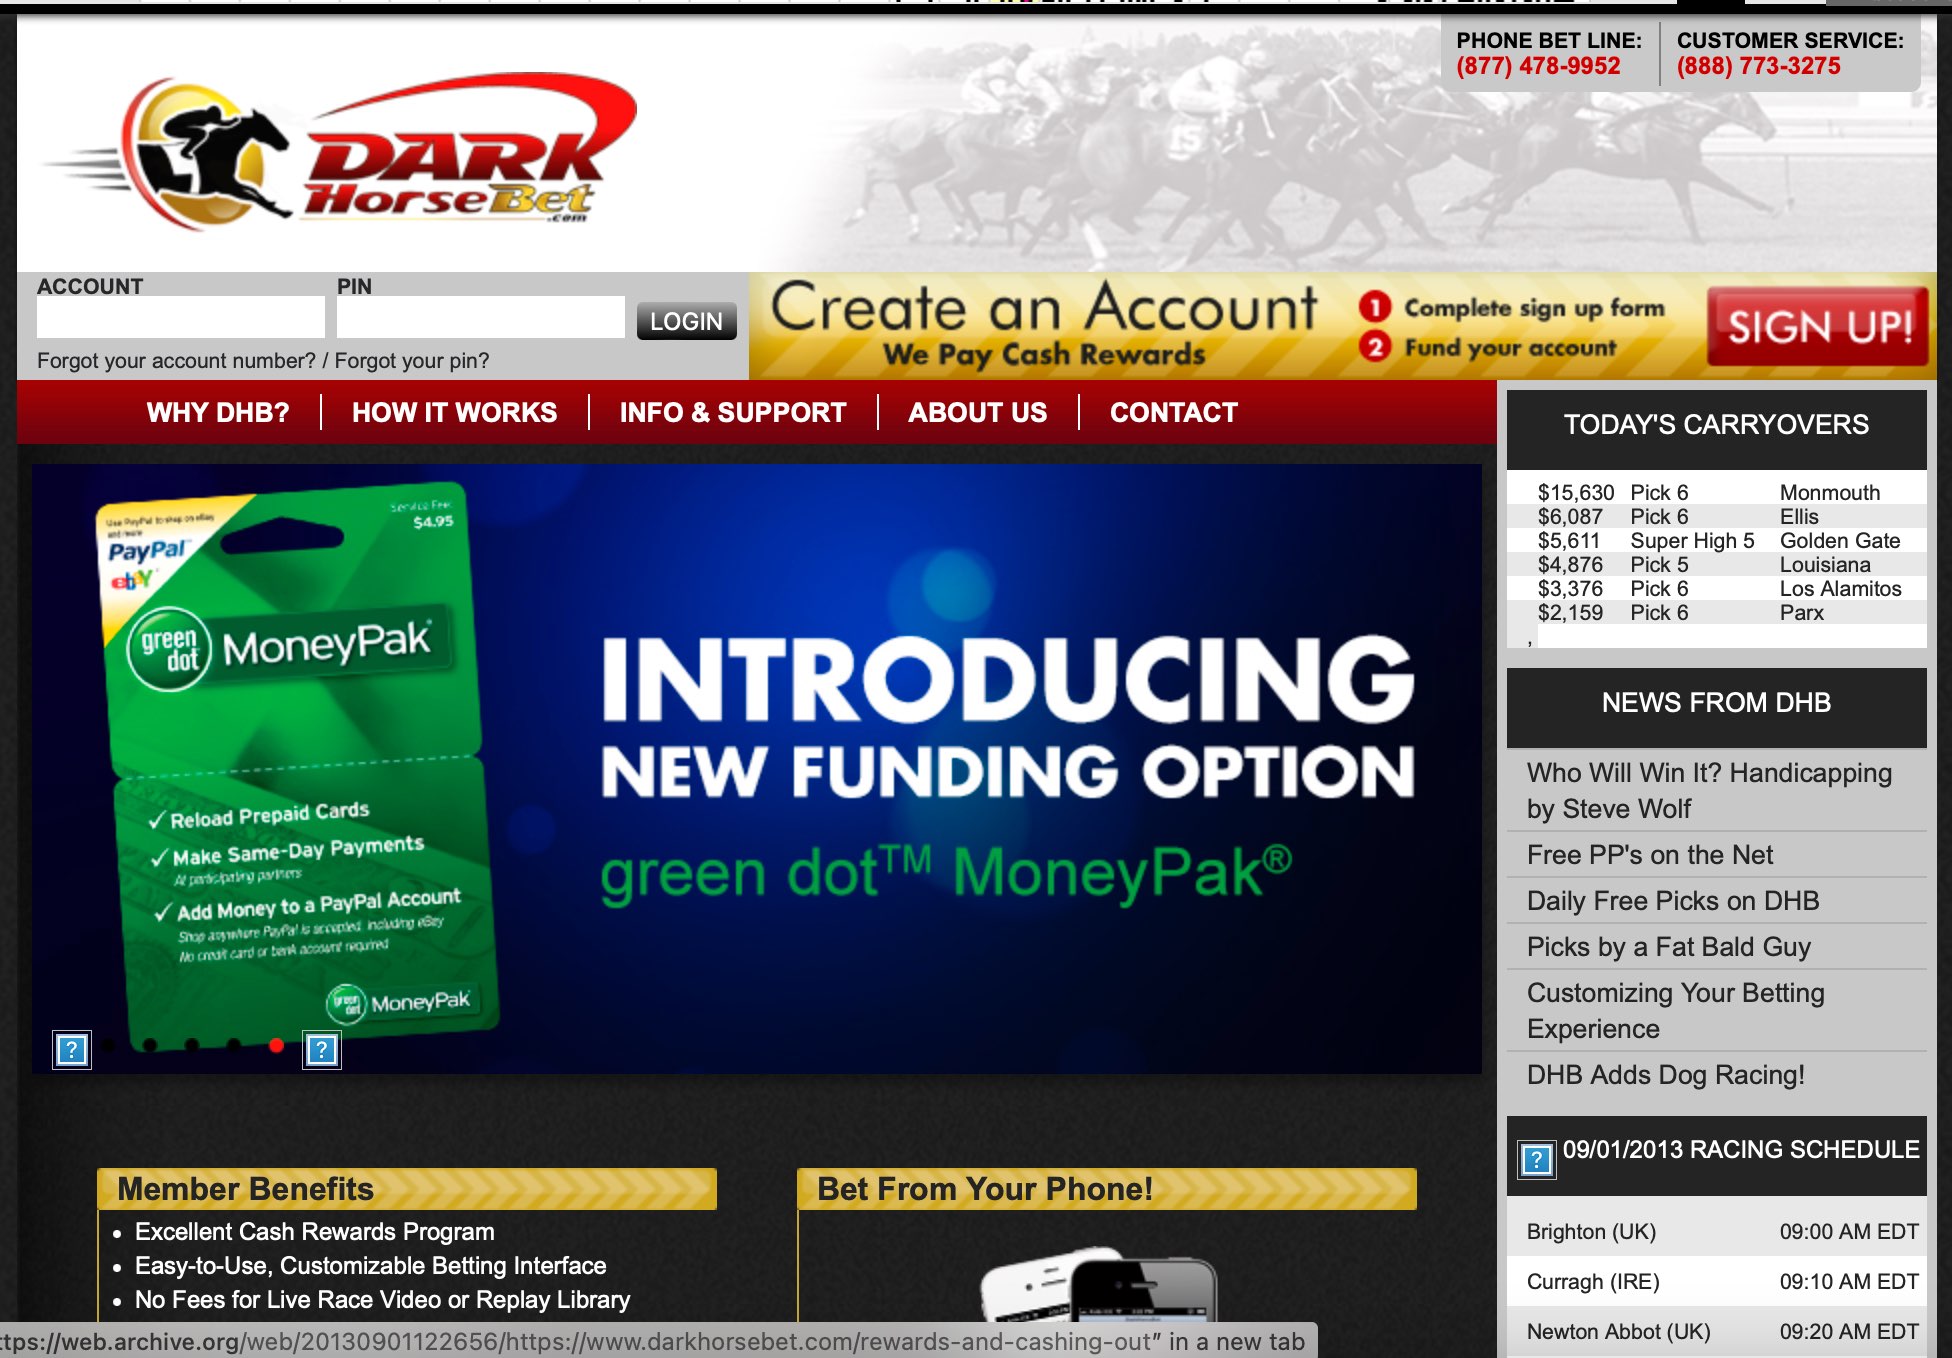 PHONE BET LINE:
(877) 478-9952
CUSTOMER SERVICE:
(888) 773-3275
DARK
HorseBet
.com
15
ACCOUNT
PIN
LOGIN
Forgot your account number? / Forgot your pin?
Create an Account
We Pay Cash Rewards
1 Complete sign up form
2 Fund your account
SIGN UP!
WHY DHB?
HOW IT WORKS
INFO & SUPPORT
ABOUT US
CONTACT
Use PayPal to shop on eBay
and more
PayPal
ebay
Service Fee:
$4.95
green dot MoneyPak
✓ Reload Prepaid Cards
✓ Make Same-Day Payments
At participating partners
✓ Add Money to a PayPal Account
Shop anywhere PayPal is accepted, including eBay
No credit card or bank account required
green dot MoneyPak
INTRODUCING
NEW FUNDING OPTION
green dot™ MoneyPak®
TODAY'S CARRYOVERS
$15,630 Pick 6 Monmouth
$6,087 Pick 6 Ellis
$5,611 Super High 5 Golden Gate
$4,876 Pick 5 Louisiana
$3,376 Pick 6 Los Alamitos
$2,159 Pick 6 Parx
,
NEWS FROM DHB
Who Will Win It? Handicapping
by Steve Wolf
Free PP's on the Net
Daily Free Picks on DHB
Picks by a Fat Bald Guy
Customizing Your Betting
Experience
DHB Adds Dog Racing!
09/01/2013 RACING SCHEDULE
Brighton (UK) 09:00 AM EDT
Curragh (IRE) 09:10 AM EDT
Newton Abbot (UK) 09:20 AM EDT
Member Benefits
• Excellent Cash Rewards Program
• Easy-to-Use, Customizable Betting Interface
• No Fees for Live Race Video or Replay Library
Bet From Your Phone!
ttps://web.archive.org/web/20130901122656/https://www.darkhorsebet.com/rewards-and-cashing-out” in a new tab